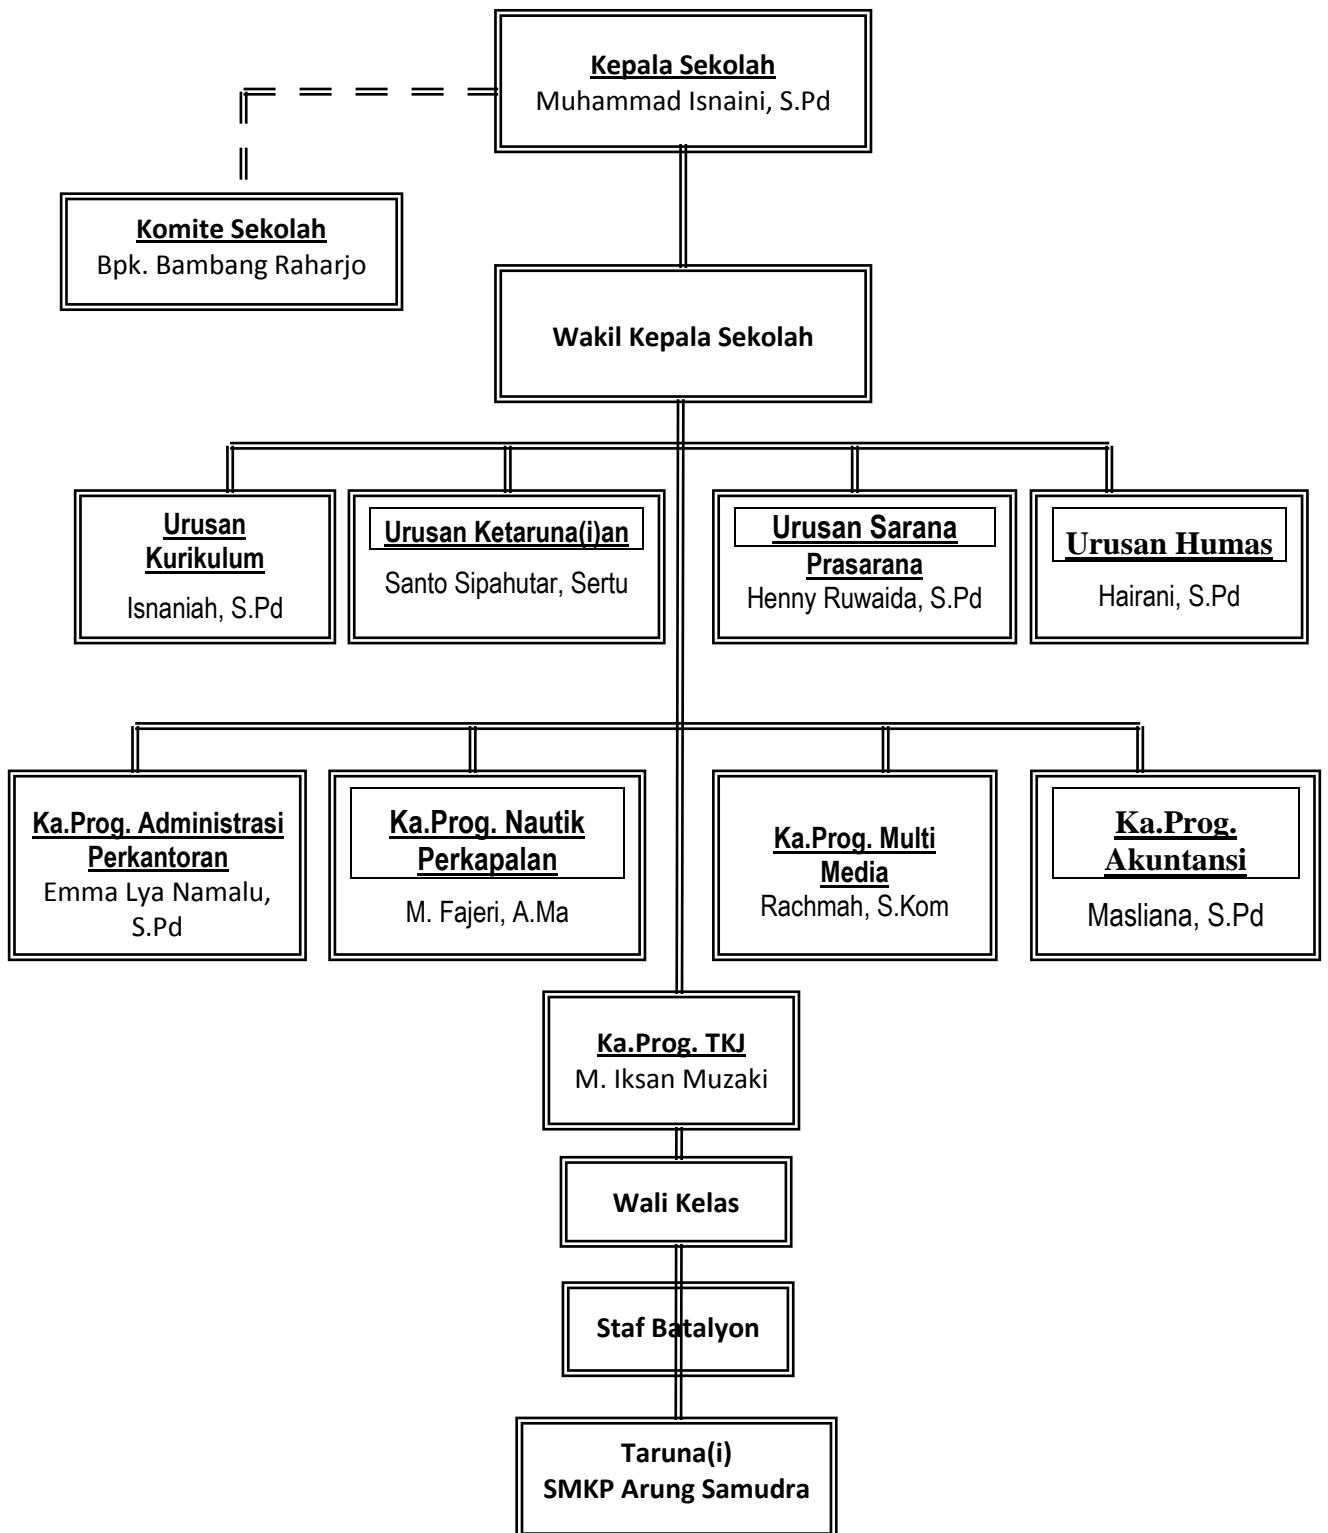 Kepala Sekolah
Muhammad Isnaini, S.Pd
Komite Sekolah
Bpk. Bambang Raharjo
Wakil Kepala Sekolah
Urusan
Kurikulum
Isnaniah, S.Pd
Urusan Ketaruna(i)an
Santo Sipahutar, Sertu
Urusan Sarana
Prasarana
Henny Ruwaida, S.Pd
Urusan Humas
Hairani, S.Pd
Ka.Prog. Administrasi
Perkantoran
Emma Lya Namalu,
S.Pd
Ka.Prog. Nautik
Perkapalan
M. Fajeri, A.Ma
Ka.Prog. Multi
Media
Rachmah, S.Kom
Ka.Prog.
Akuntansi
Masliana, S.Pd
Ka.Prog. TKJ
M. Iksan Muzaki
Wali Kelas
Staf Batalyon
Taruna(i)
SMKP Arung Samudra